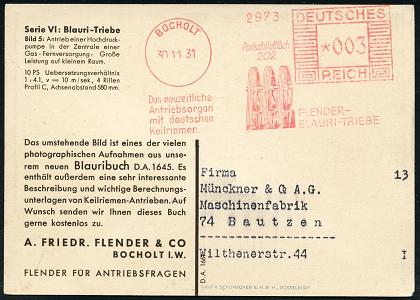 Serie VI: Blauri-Triebe
Bild 5: Antrieb einer Hochdruck-
pumpe in der Zentrale einer
Gas-Fernversorgung. Große
Leistung auf kleinem Raum.
10 PS Uebersetzungsverhältnis
1 : 4,1, v = 10 m/sek., 4 Rillen
Profil C, Achsenabstand 580 mm.
BOCHOLT
30.11.31
2973
DEUTSCHES
*003
REICH
Postschließfach
202
Das neuzeitliche
Antriebsorgan
mit deutschen
Keilriemen.
FLENDER-
BLAURI-TRIEBE
Das umstehende Bild ist eines der vielen
photographischen Aufnahmen aus unse-
rem neuen Blauribuch D.A. 1645. Es
enthält außerdem eine sehr interessante
Beschreibung und wichtige Berechnungs-
unterlagen von Keilriemen-Antrieben. Auf
Wunsch senden wir Ihnen dieses Buch
gerne kostenlos zu.
A. FRIEDR. FLENDER & CO
BOCHOLT I.W.
FLENDER FÜR ANTRIEBSFRAGEN
Firma 13
Münckner & C A.G.
Maschinenfabrik
74 Bautzen
Wilthenerstr.44 I
D.A.
SCHUMACHER G.M.B.H., DÜSSELDORF